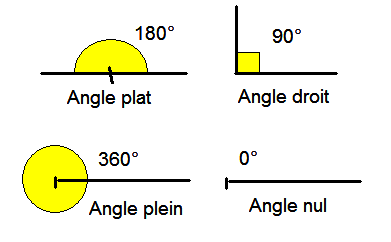 180°
Angle plat
90°
Angle droit
360°
Angle plein
0°
Angle nul